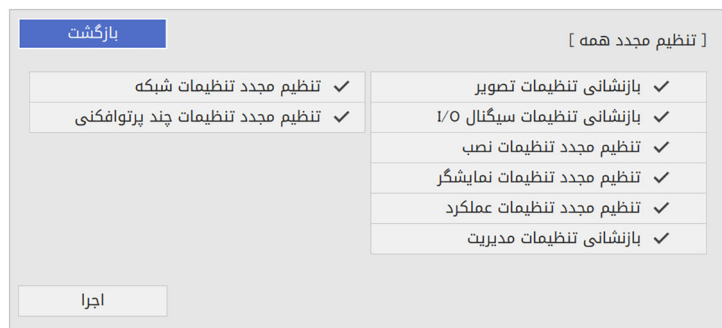 بازگشت
[ تنظیم مجدد همه ]
بازنشانی تنظیمات تصویر
بازنشانی تنظیمات سیگنال I/O
تنظیم مجدد تنظیمات نصب
تنظیم مجدد تنظیمات نمایشگر
تنظیم مجدد تنظیمات عملکرد
بازنشانی تنظیمات مدیریت
تنظیم مجدد تنظیمات شبکه
تنظیم مجدد تنظیمات چند پرتوافکنی
اجرا